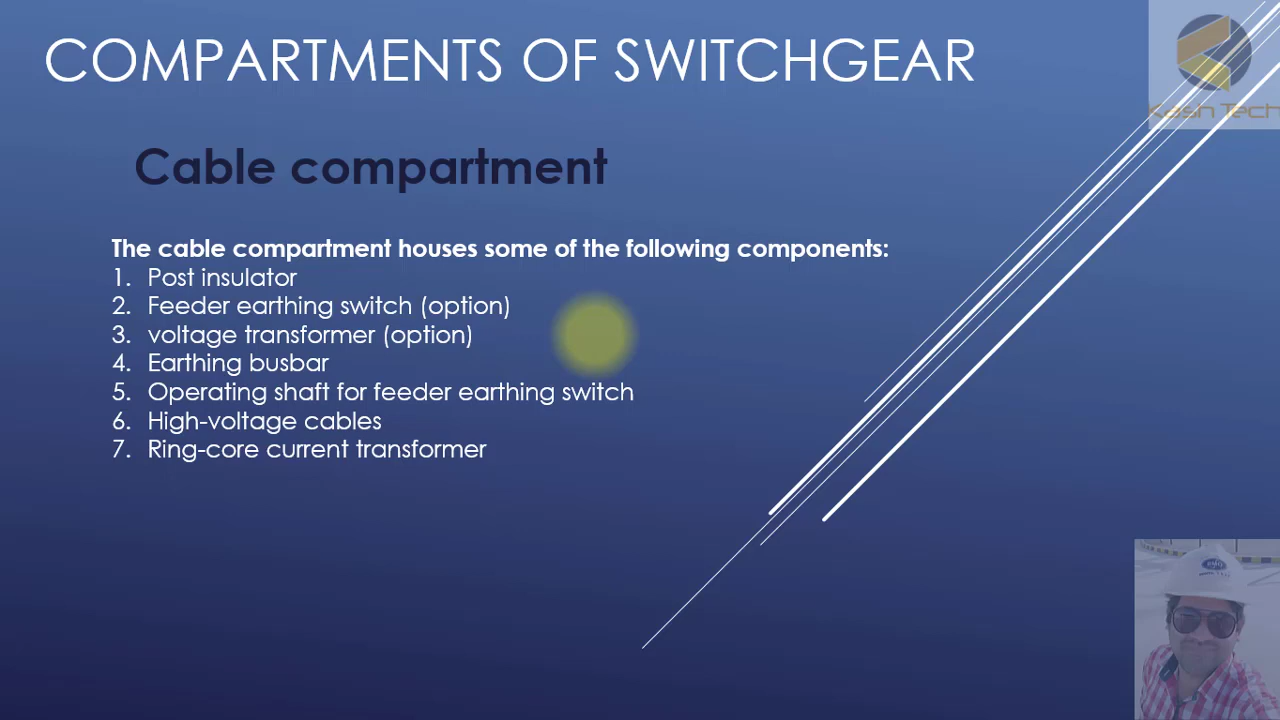 COMPARTMENTS OF SWITCHGEAR
Kash Tech
Cable compartment
The cable compartment houses some of the following components:
1. Post insulator
2. Feeder earthing switch (option)
3. voltage transformer (option)
4. Earthing busbar
5. Operating shaft for feeder earthing switch
6. High-voltage cables
7. Ring-core current transformer